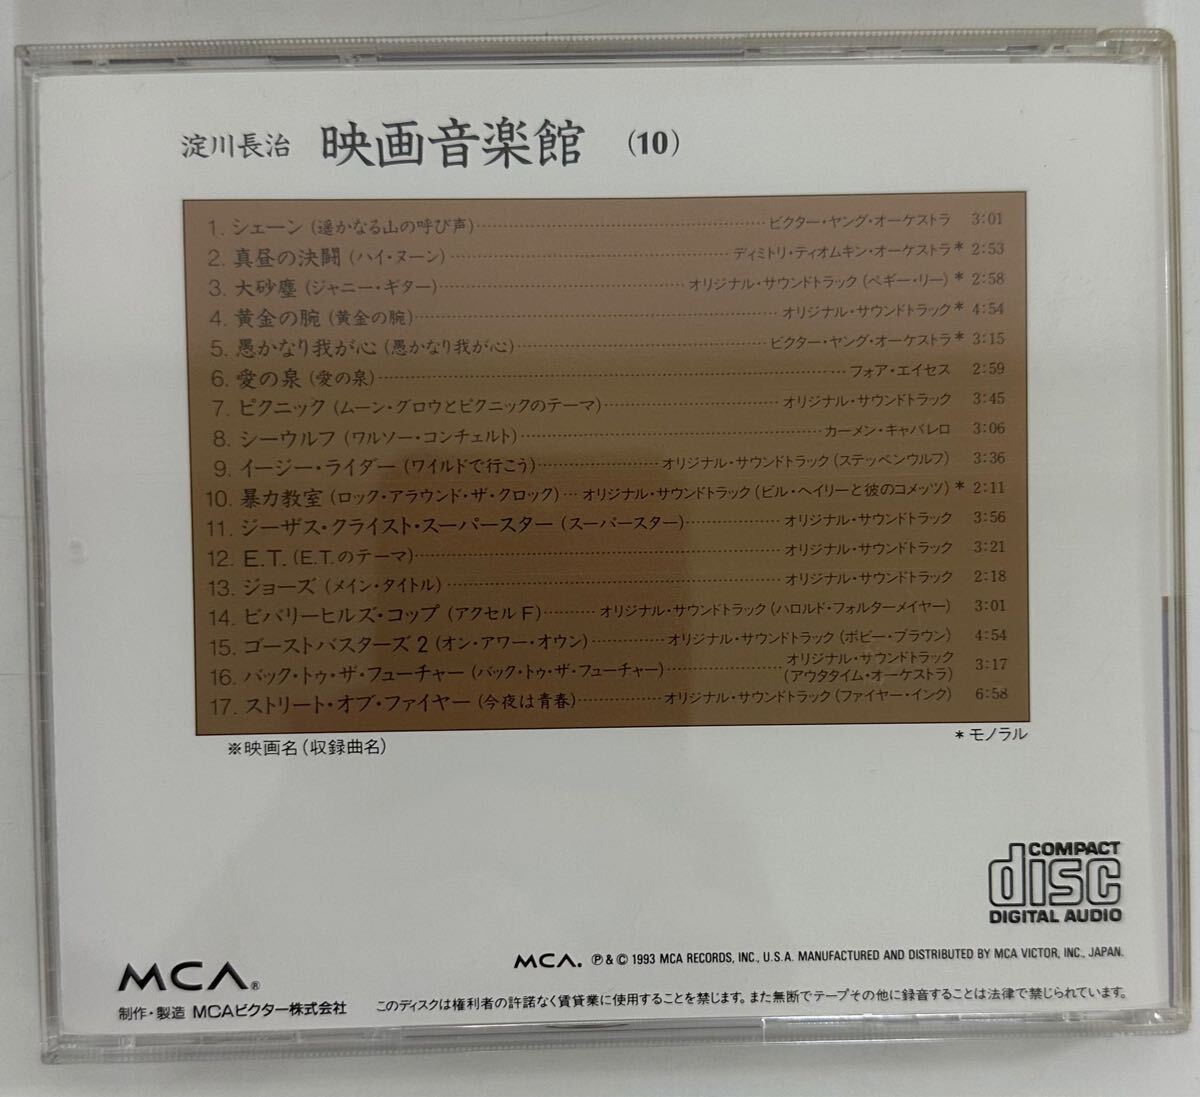 淀川長治 映画音楽館 (10)
1. シェーン (遥かなる山の呼び声)……ビクター・ヤング・オーケストラ 3:01
2. 真昼の決闘 (ハイ・ヌーン)……ディミトリ・ティオムキン・オーケストラ* 2:53
3. 大砂塵 (ジャニー・ギター)……オリジナル・サウンドトラック (ペギー・リー) * 2:58
4. 黄金の腕 (黄金の腕)……オリジナル・サウンドトラック* 4:54
5. 愚かなり我が心 (愚かなり我が心)……ビクター・ヤング・オーケストラ* 3:15
6. 愛の泉 (愛の泉)……フォア・エイセス 2:59
7. ピクニック (ムーン・グロウとピクニックのテーマ)……オリジナル・サウンドトラック 3:45
8. シーウルフ (ワルソー・コンチェルト)……カーメン・キャバレロ 3:06
9. イージー・ライダー (ワイルドで行こう)……オリジナル・サウンドトラック (ステッペンウルフ) 3:36
10. 暴力教室 (ロック・アラウンド・ザ・クロック)…オリジナル・サウンドトラック (ビル・ヘイリーと彼のコメッツ) * 2:11
11. ジーザス・クライスト・スーパースター (スーパースター)……オリジナル・サウンドトラック 3:56
12. E.T. (E.T.のテーマ)……オリジナル・サウンドトラック 3:21
13. ジョーズ (メイン・タイトル)……オリジナル・サウンドトラック 2:18
14. ビバリーヒルズ・コップ (アクセルF)……オリジナル・サウンドトラック (ハロルド・フォルターメイヤー) 3:01
15. ゴーストバスターズ2 (オン・アワー・オウン)……オリジナル・サウンドトラック (ボビー・ブラウン) 4:54
16. バック・トゥ・ザ・フューチャー (バック・トゥ・ザ・フューチャー)……オリジナル・サウンドトラック (アウタタイム・オーケストラ) 3:17
17. ストリート・オブ・ファイヤー (今夜は青春)……オリジナル・サウンドトラック (ファイヤー・インク) 6:58
※映画名 (収録曲名) *モノラル
COMPACT
disc
DIGITAL AUDIO
MCA. ℗&© 1993 MCA RECORDS, INC., U.S.A. MANUFACTURED AND DISTRIBUTED BY MCA VICTOR, INC., JAPAN.
MCA®
制作・製造 MCAビクター株式会社
このディスクは権利者の許諾なく賃貸業に使用することを禁じます。また無断でテープその他に録音することは法律で禁じられています。